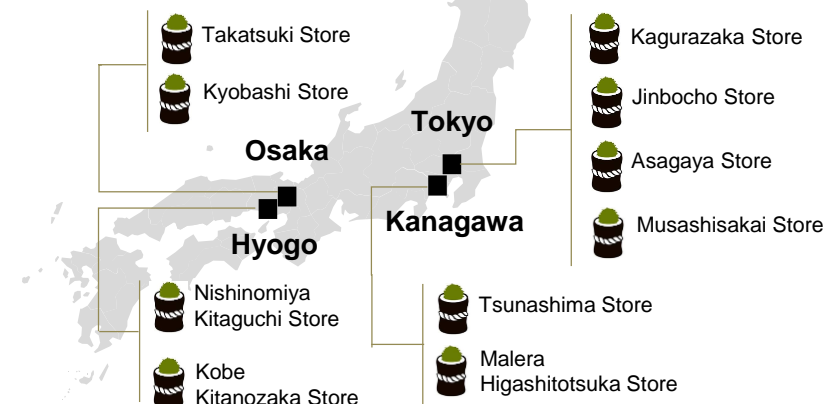 Takatsuki Store
Kyobashi Store
Osaka
Hyogo
Nishinomiya
Kitaguchi Store
Kobe
Kitanozaka Store
Tokyo
Kanagawa
Kagurazaka Store
Jinbocho Store
Asagaya Store
Musashisakai Store
Tsunashima Store
Malera
Higashitotsuka Store